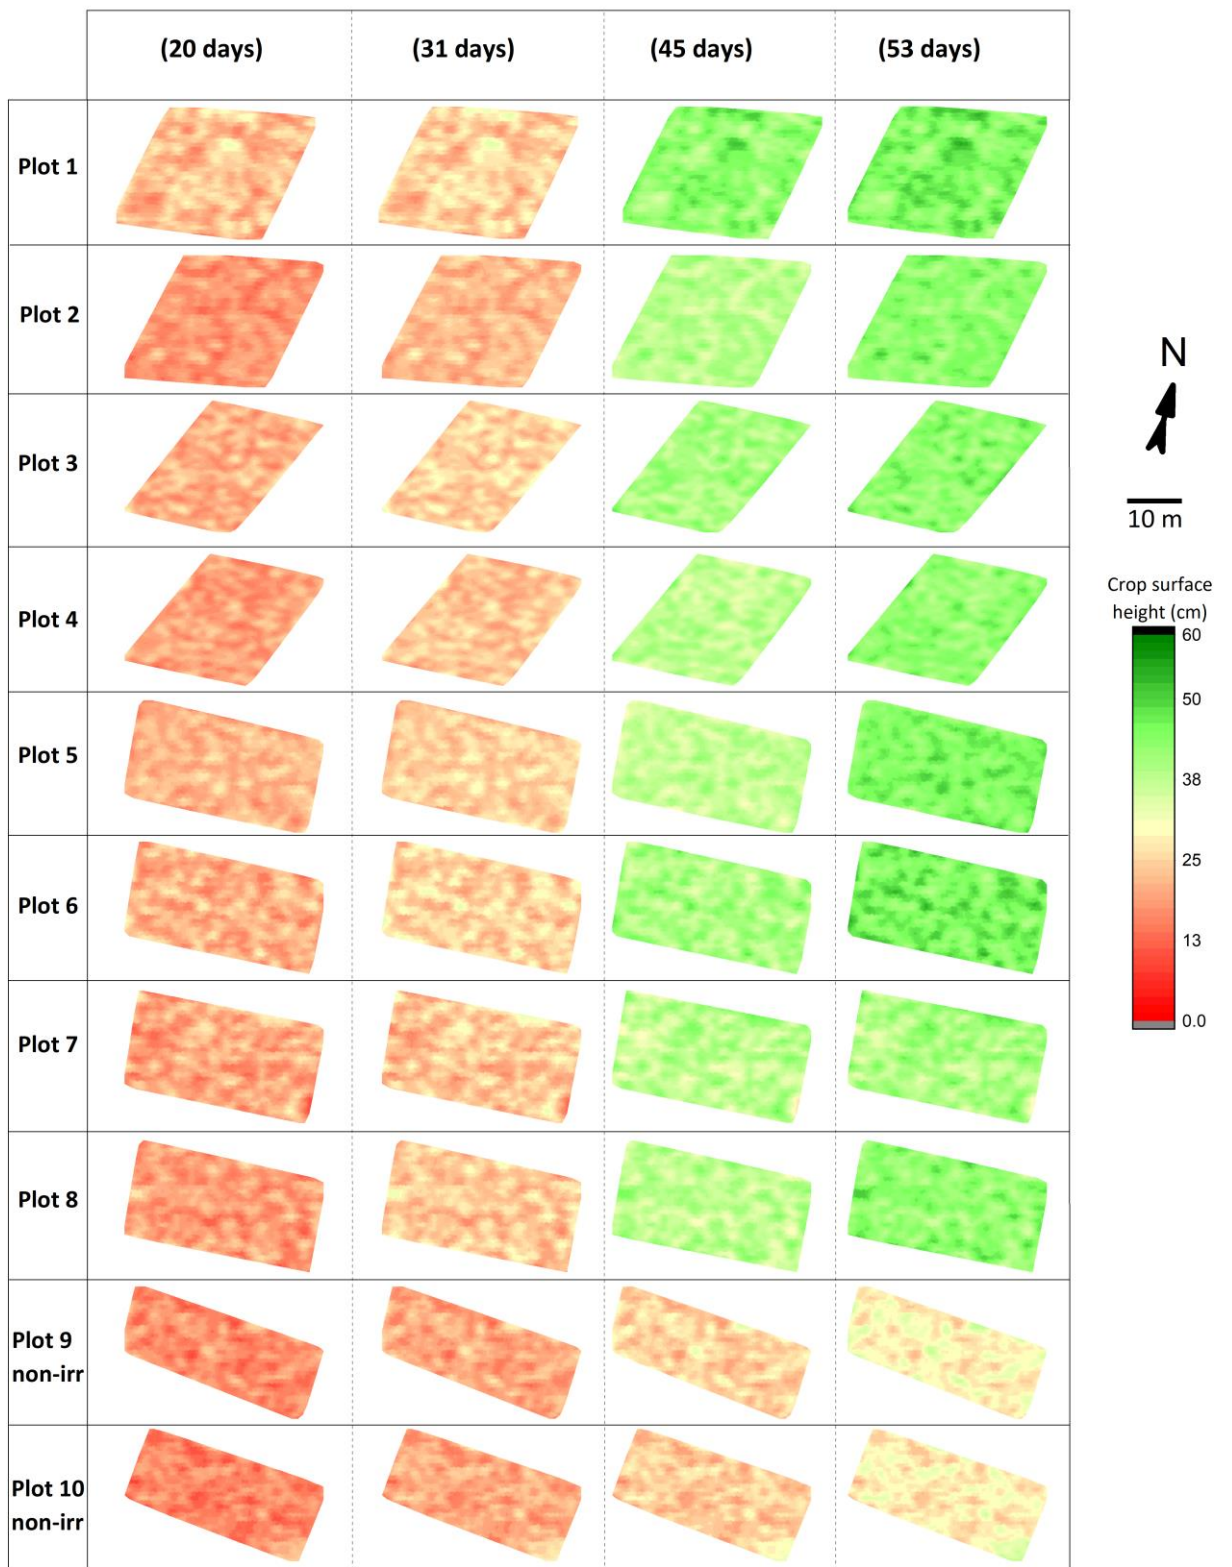 (20 days) (31 days) (45 days) (53 days)
Plot 1
Plot 2
Plot 3
Plot 4
Plot 5
Plot 6
Plot 7
Plot 8
Plot 9
non-irr
Plot 10
non-irr
N
10 m
Crop surface
height (cm)
60
50
38
25
13
0.0